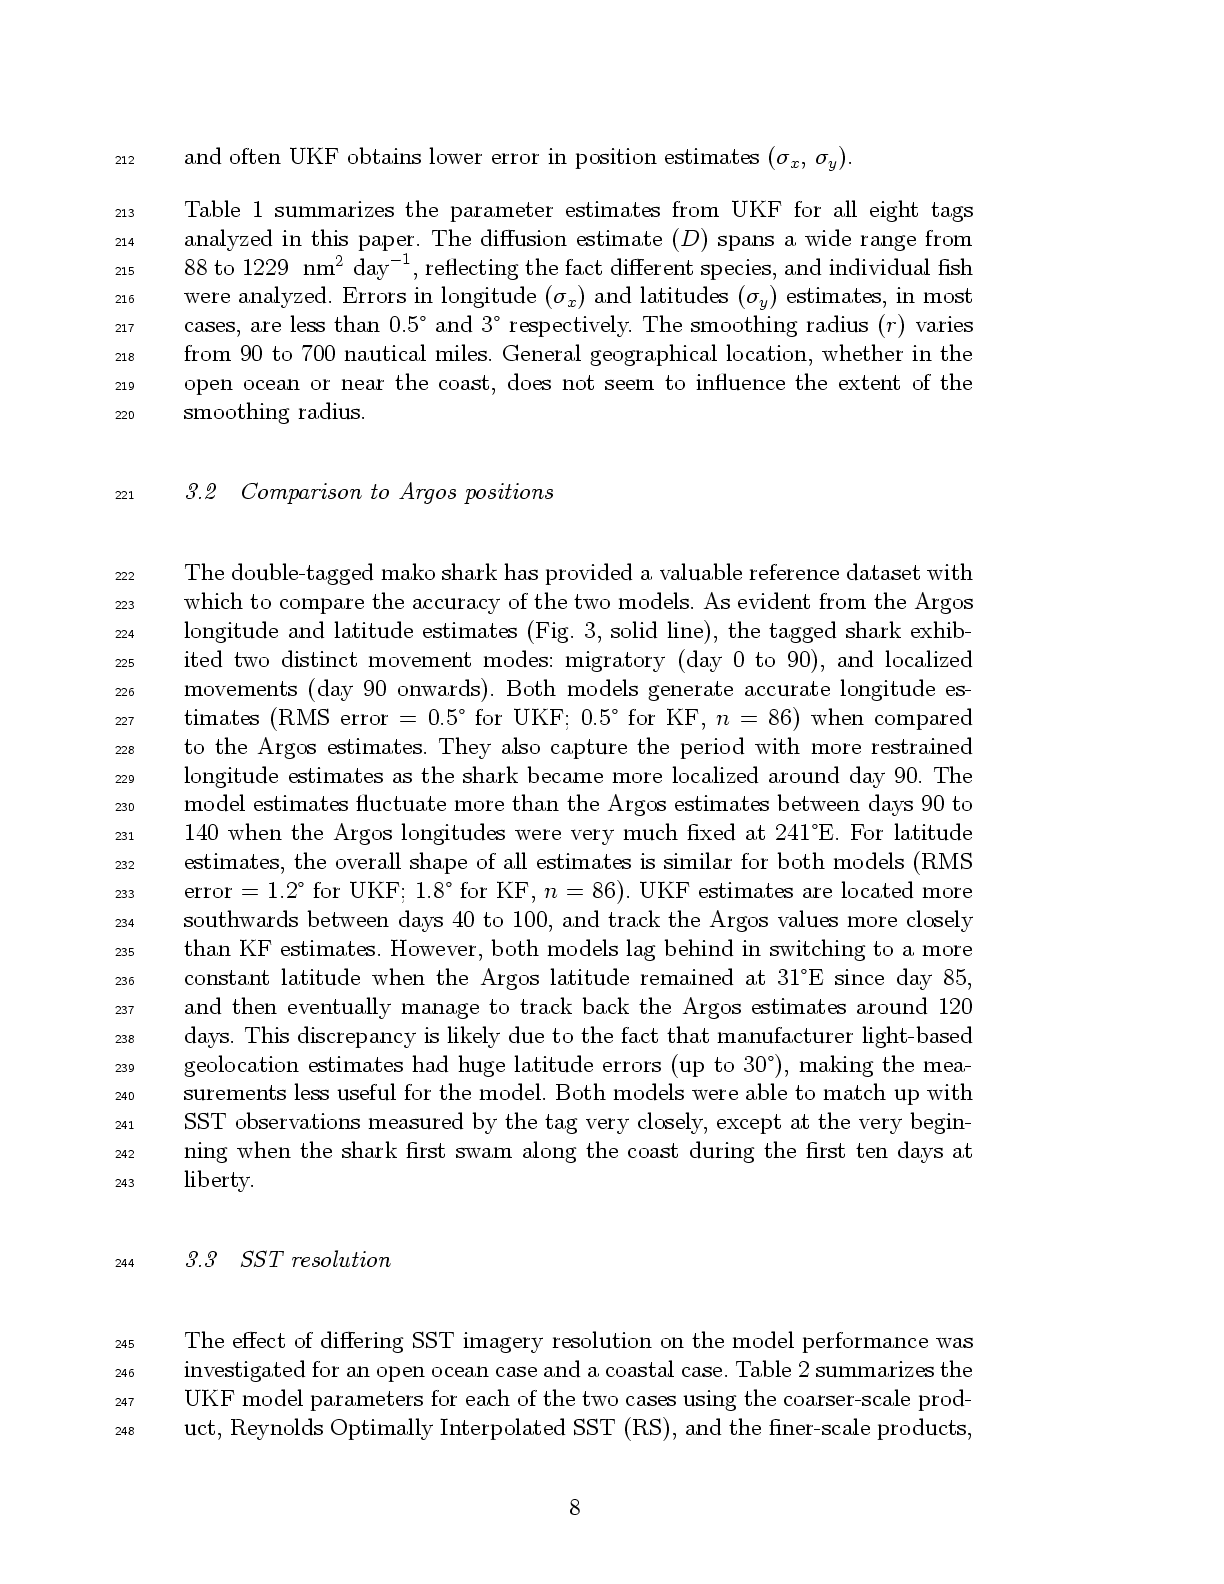 212 and often UKF obtains lower error in position estimates (σx, σy).
213 Table 1 summarizes the parameter estimates from UKF for all eight tags
214 analyzed in this paper. The diffusion estimate (D) spans a wide range from
215 88 to 1229 nm² day⁻¹, reflecting the fact different species, and individual fish
216 were analyzed. Errors in longitude (σx) and latitudes (σy) estimates, in most
217 cases, are less than 0.5° and 3° respectively. The smoothing radius (r) varies
218 from 90 to 700 nautical miles. General geographical location, whether in the
219 open ocean or near the coast, does not seem to influence the extent of the
220 smoothing radius.
221 3.2 Comparison to Argos positions
222 The double-tagged mako shark has provided a valuable reference dataset with
223 which to compare the accuracy of the two models. As evident from the Argos
224 longitude and latitude estimates (Fig. 3, solid line), the tagged shark exhib-
225 ited two distinct movement modes: migratory (day 0 to 90), and localized
226 movements (day 90 onwards). Both models generate accurate longitude es-
227 timates (RMS error = 0.5° for UKF; 0.5° for KF, n = 86) when compared
228 to the Argos estimates. They also capture the period with more restrained
229 longitude estimates as the shark became more localized around day 90. The
230 model estimates fluctuate more than the Argos estimates between days 90 to
231 140 when the Argos longitudes were very much fixed at 241°E. For latitude
232 estimates, the overall shape of all estimates is similar for both models (RMS
233 error = 1.2° for UKF; 1.8° for KF, n = 86). UKF estimates are located more
234 southwards between days 40 to 100, and track the Argos values more closely
235 than KF estimates. However, both models lag behind in switching to a more
236 constant latitude when the Argos latitude remained at 31°E since day 85,
237 and then eventually manage to track back the Argos estimates around 120
238 days. This discrepancy is likely due to the fact that manufacturer light-based
239 geolocation estimates had huge latitude errors (up to 30°), making the mea-
240 surements less useful for the model. Both models were able to match up with
241 SST observations measured by the tag very closely, except at the very begin-
242 ning when the shark first swam along the coast during the first ten days at
243 liberty.
244 3.3 SST resolution
245 The effect of differing SST imagery resolution on the model performance was
246 investigated for an open ocean case and a coastal case. Table 2 summarizes the
247 UKF model parameters for each of the two cases using the coarser-scale prod-
248 uct, Reynolds Optimally Interpolated SST (RS), and the finer-scale products,
8